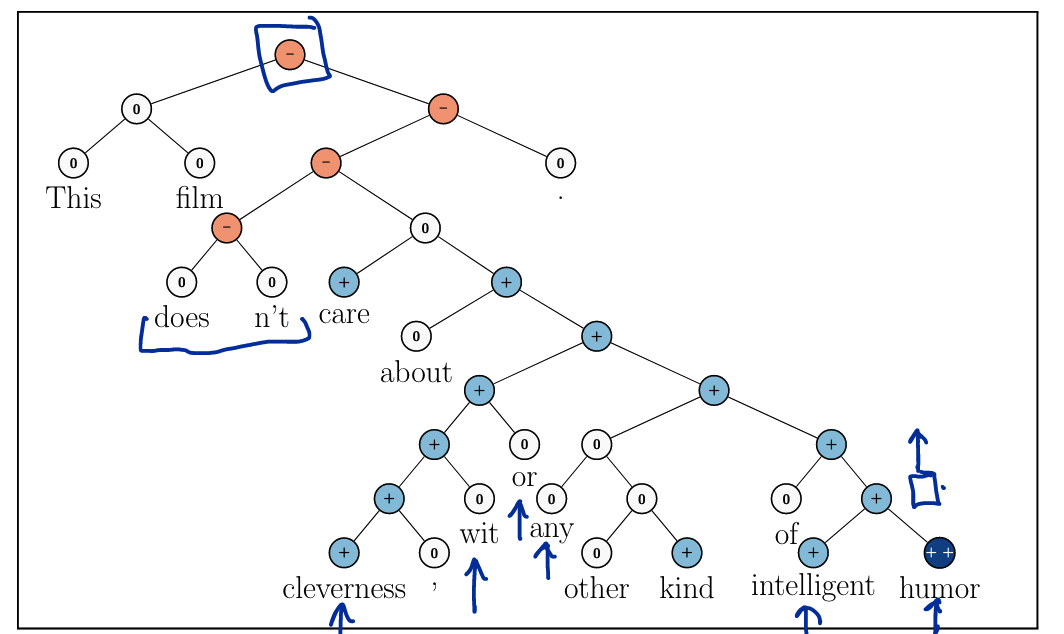 −
0 −
0 0 − 0
This film .
− 0
0 0 + +
does n't care
0 +
about
+ +
+ 0 0 +
or
+ 0 0 0 0 +
wit any of
+ 0 0 + + + +
cleverness , other kind intelligent humor